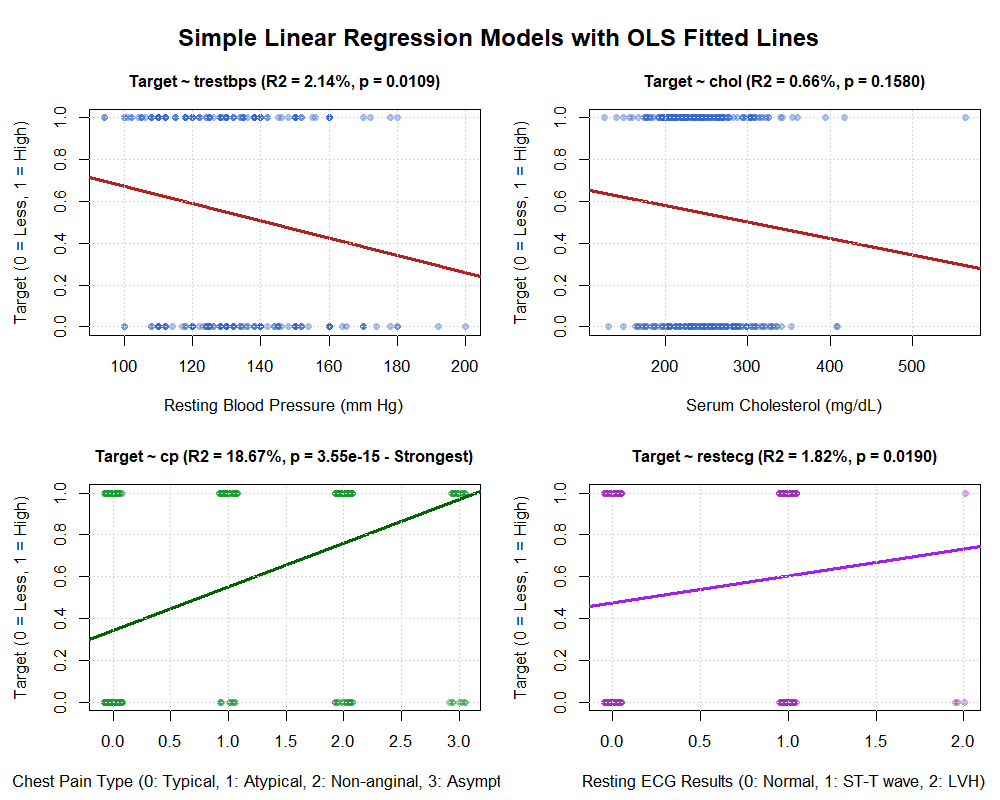 Simple Linear Regression Models with OLS Fitted Lines
Target ~ trestbps (R2 = 2.14%, p = 0.0109)
Target (0 = Less, 1 = High)
1.0
0.8
0.6
0.4
0.2
0.0
100 120 140 160 180 200
Resting Blood Pressure (mm Hg)
Target ~ chol (R2 = 0.66%, p = 0.1580)
Target (0 = Less, 1 = High)
1.0
0.8
0.6
0.4
0.2
0.0
200 300 400 500
Serum Cholesterol (mg/dL)
Target ~ cp (R2 = 18.67%, p = 3.55e-15 - Strongest)
Target (0 = Less, 1 = High)
1.0
0.8
0.6
0.4
0.2
0.0
0.0 0.5 1.0 1.5 2.0 2.5 3.0
Chest Pain Type (0: Typical, 1: Atypical, 2: Non-anginal, 3: Asympt
Target ~ restecg (R2 = 1.82%, p = 0.0190)
Target (0 = Less, 1 = High)
1.0
0.8
0.6
0.4
0.2
0.0
0.0 0.5 1.0 1.5 2.0
Resting ECG Results (0: Normal, 1: ST-T wave, 2: LVH)